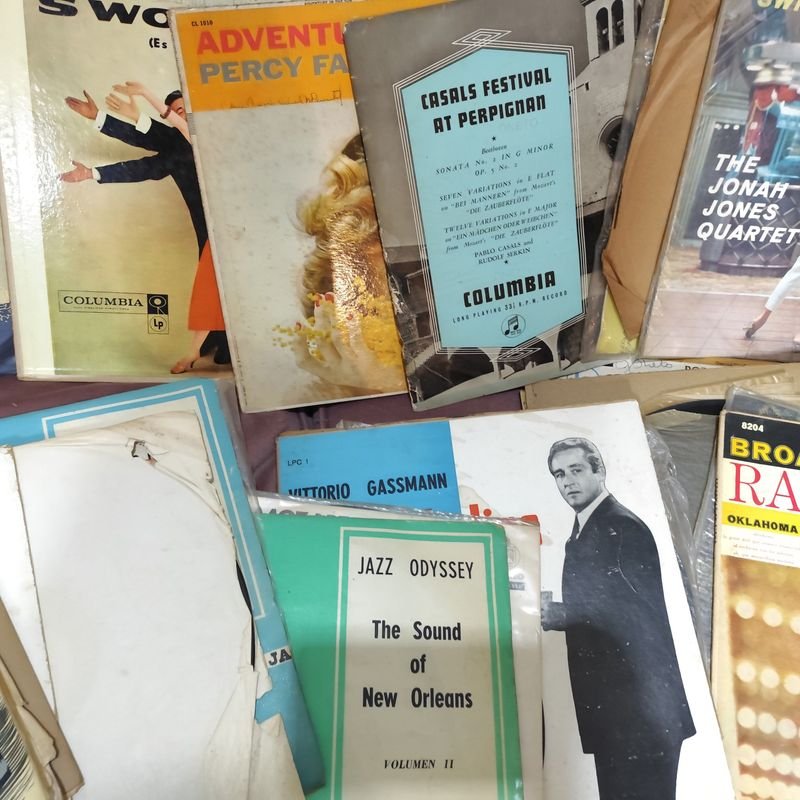 SWO
(Es
COLUMBIA
Lp
CL 1510
ADVENTU
PERCY FA
CASALS FESTIVAL
AT PERPIGNAN
Beethoven
SONATA No. 2 IN G MINOR
OP. 5 No. 2
SEVEN VARIATIONS IN E FLAT
on "BEI MANNERN" from Mozart's
"DIE ZAUBERFLÖTE"
TWELVE VARIATIONS IN F MAJOR
on "EIN MÄDCHEN ODER WEIBCHEN"
from Mozart's "DIE ZAUBERFLÖTE"
PABLO CASALS and
RUDOLF SERKIN
COLUMBIA
LONG PLAYING 33⅓ R.P.M. RECORD
THE
JONAH
JONES
QUARTET
LPC 1
VITTORIO GASSMANN
JA
JAZZ ODYSSEY
The Sound
of
New Orleans
VOLUMEN II
8204
BROA
RA
OKLAHOMA